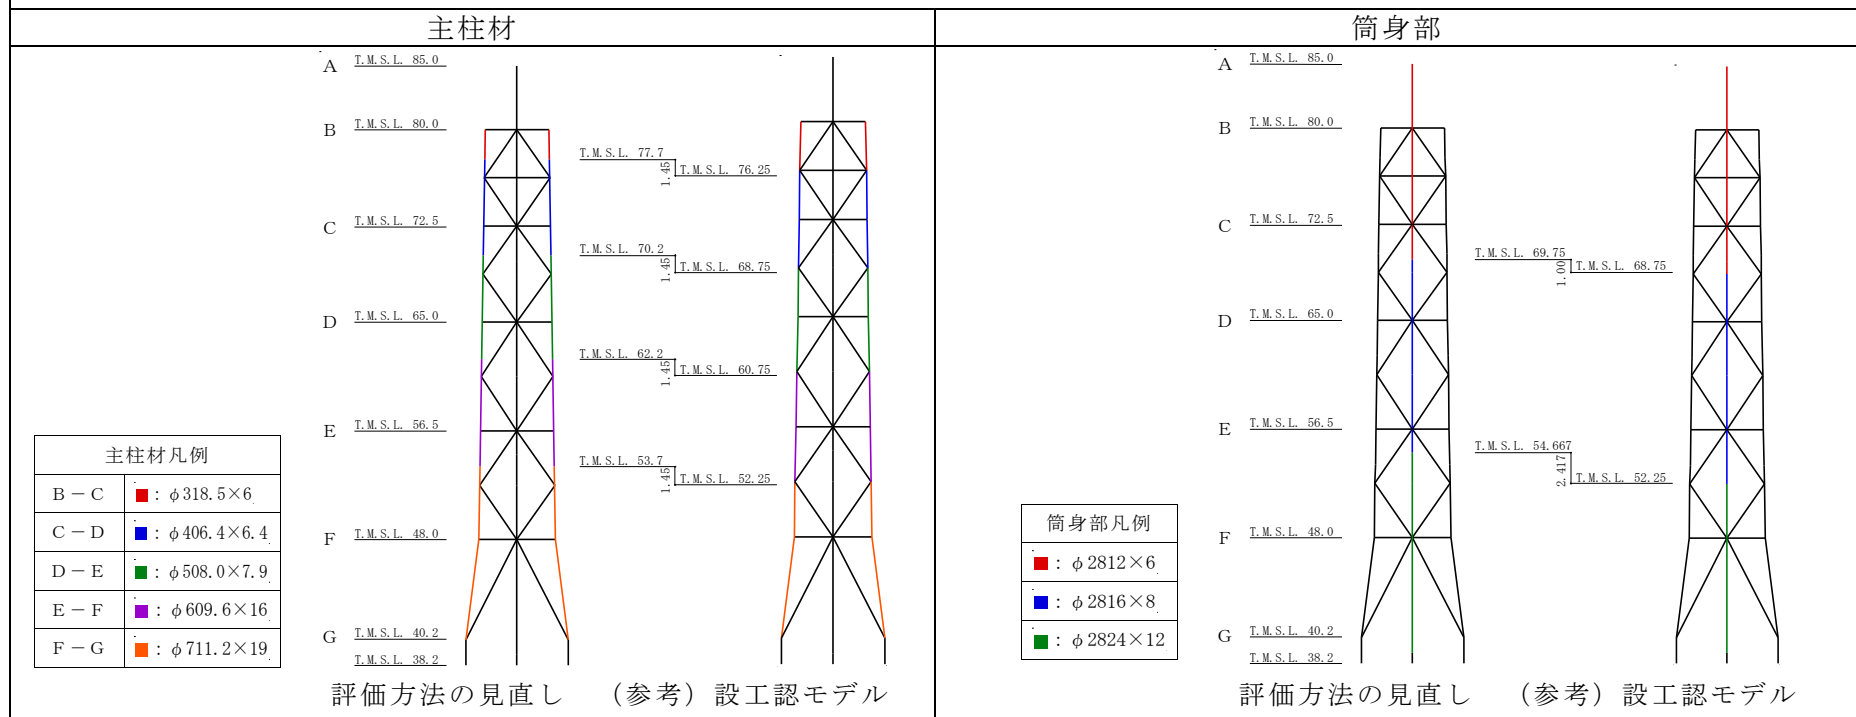 主柱材
筒身部
A T.M.S.L. 85.0
B T.M.S.L. 80.0
T.M.S.L. 77.7
1.45
T.M.S.L. 76.25
C T.M.S.L. 72.5
T.M.S.L. 70.2
1.45
T.M.S.L. 68.75
D T.M.S.L. 65.0
T.M.S.L. 62.2
1.45
T.M.S.L. 60.75
E T.M.S.L. 56.5
T.M.S.L. 53.7
1.45
T.M.S.L. 52.25
F T.M.S.L. 48.0
G T.M.S.L. 40.2
T.M.S.L. 38.2
主柱材凡例
B－C ：φ318.5×6
C－D ：φ406.4×6.4
D－E ：φ508.0×7.9
E－F ：φ609.6×16
F－G ：φ711.2×19
評価方法の見直し （参考）設工認モデル
A T.M.S.L. 85.0
B T.M.S.L. 80.0
C T.M.S.L. 72.5
T.M.S.L. 69.75
1.00
T.M.S.L. 68.75
D T.M.S.L. 65.0
E T.M.S.L. 56.5
T.M.S.L. 54.667
2.417
T.M.S.L. 52.25
F T.M.S.L. 48.0
G T.M.S.L. 40.2
T.M.S.L. 38.2
筒身部凡例
：φ2812×6
：φ2816×8
：φ2824×12
評価方法の見直し （参考）設工認モデル